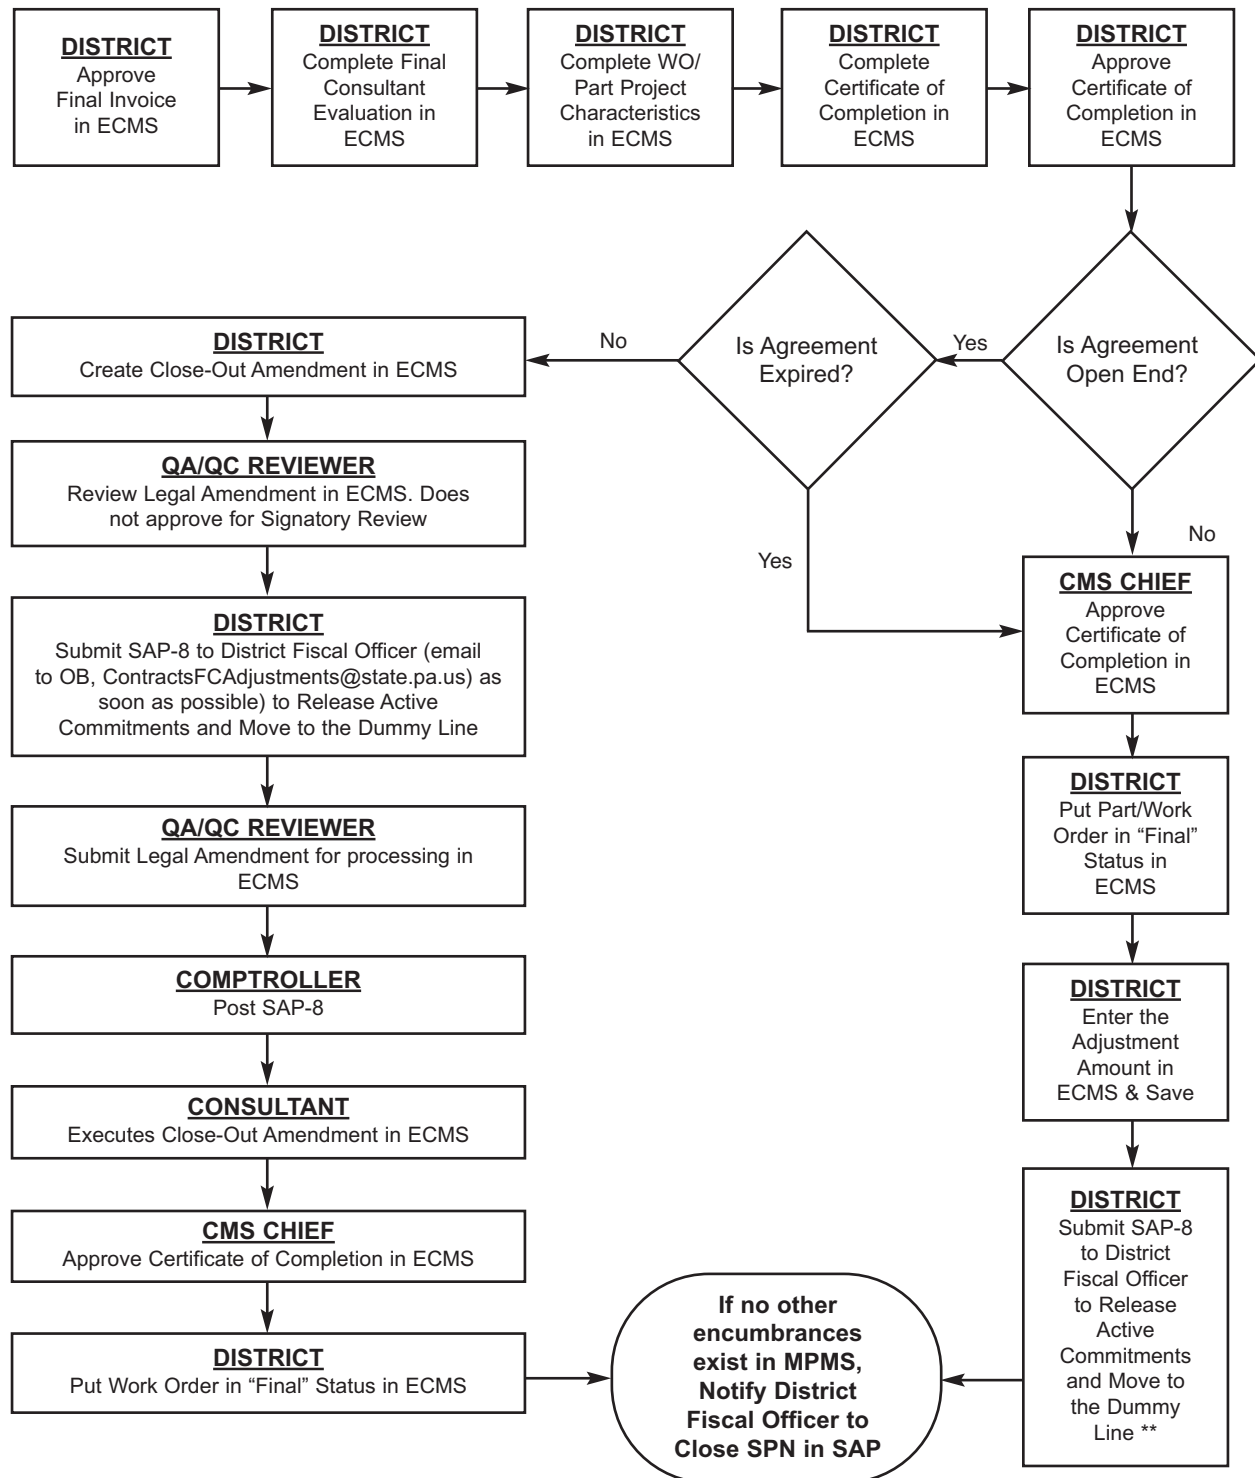 DISTRICT
Approve
Final Invoice
in ECMS
DISTRICT
Complete Final
Consultant
Evaluation in
ECMS
DISTRICT
Complete WO/
Part Project
Characteristics
in ECMS
DISTRICT
Complete
Certificate of
Completion in
ECMS
DISTRICT
Approve
Certificate of
Completion in
ECMS
Is Agreement
Open End?
Yes
Is Agreement
Expired?
No
DISTRICT
Create Close-Out Amendment in ECMS
QA/QC REVIEWER
Review Legal Amendment in ECMS. Does
not approve for Signatory Review
DISTRICT
Submit SAP-8 to District Fiscal Officer (email
to OB, ContractsFCAdjustments@state.pa.us) as
soon as possible) to Release Active
Commitments and Move to the Dummy Line
QA/QC REVIEWER
Submit Legal Amendment for processing in
ECMS
COMPTROLLER
Post SAP-8
CONSULTANT
Executes Close-Out Amendment in ECMS
CMS CHIEF
Approve Certificate of Completion in ECMS
DISTRICT
Put Work Order in “Final” Status in ECMS
Yes
No
CMS CHIEF
Approve
Certificate of
Completion in
ECMS
DISTRICT
Put Part/Work
Order in “Final”
Status in
ECMS
DISTRICT
Enter the
Adjustment
Amount in
ECMS & Save
DISTRICT
Submit SAP-8
to District
Fiscal Officer
to Release
Active
Commitments
and Move to
the Dummy
Line **
If no other
encumbrances
exist in MPMS,
Notify District
Fiscal Officer to
Close SPN in SAP